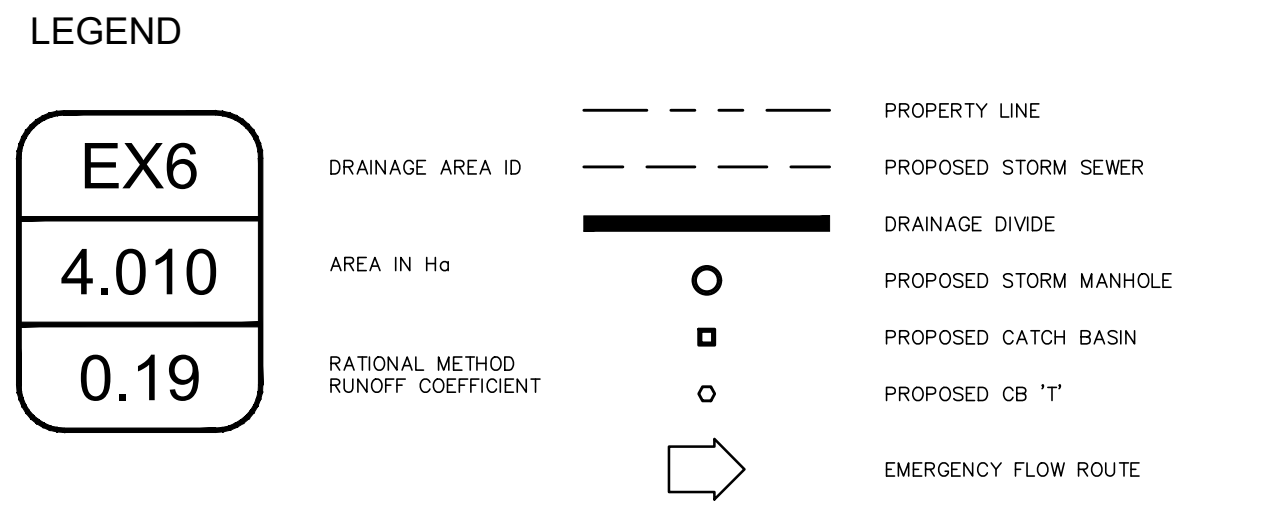 LEGEND
EX6
4.010
0.19
DRAINAGE AREA ID
AREA IN Ha
RATIONAL METHOD
RUNOFF COEFFICIENT
PROPERTY LINE
PROPOSED STORM SEWER
DRAINAGE DIVIDE
PROPOSED STORM MANHOLE
PROPOSED CATCH BASIN
PROPOSED CB 'T'
EMERGENCY FLOW ROUTE